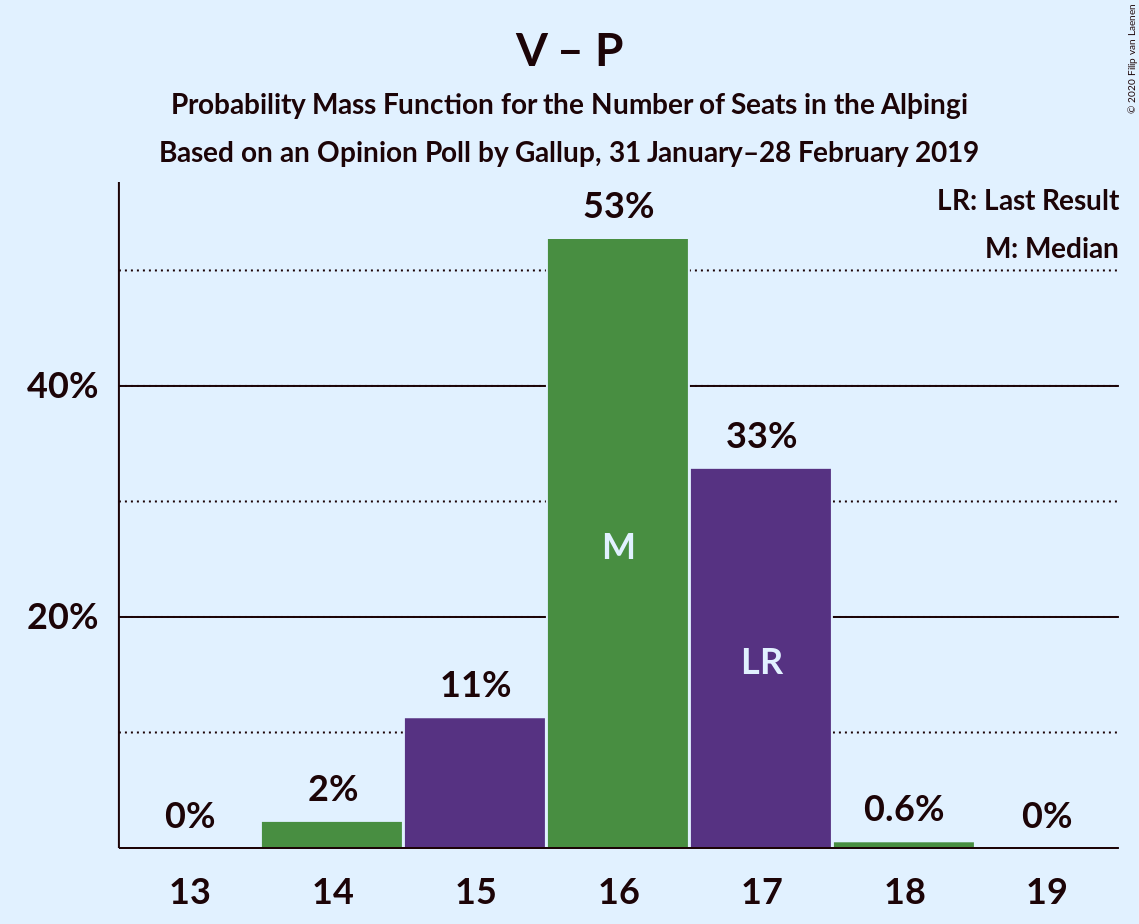 V – P
Probability Mass Function for the Number of Seats in the Alþingi
Based on an Opinion Poll by Gallup, 31 January–28 February 2019
© 2020 Filip van Laenen
LR: Last Result
M: Median
53%
40%
33%
M
20%
LR
11%
2%
0%
0.6%
0%
13 14 15 16 17 18 19